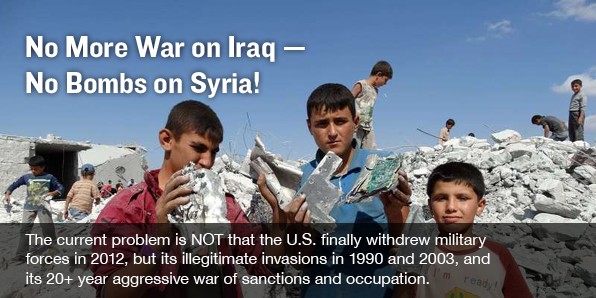 No More War on Iraq —
No Bombs on Syria!
The current problem is NOT that the U.S. finally withdrew military
forces in 2012, but its illegitimate invasions in 1990 and 2003, and
its 20+ year aggressive war of sanctions and occupation.
I'm ready!